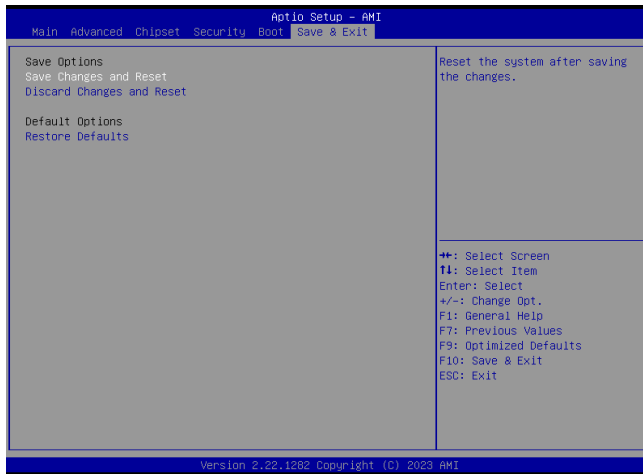 Aptio Setup – AMI
Main Advanced Chipset Security Boot Save & Exit
Save Options
Save Changes and Reset
Discard Changes and Reset
Default Options
Restore Defaults
Reset the system after saving
the changes.
→←: Select Screen
↑↓: Select Item
Enter: Select
+/-: Change Opt.
F1: General Help
F7: Previous Values
F9: Optimized Defaults
F10: Save & Exit
ESC: Exit
Version 2.22.1282 Copyright (C) 2023 AMI